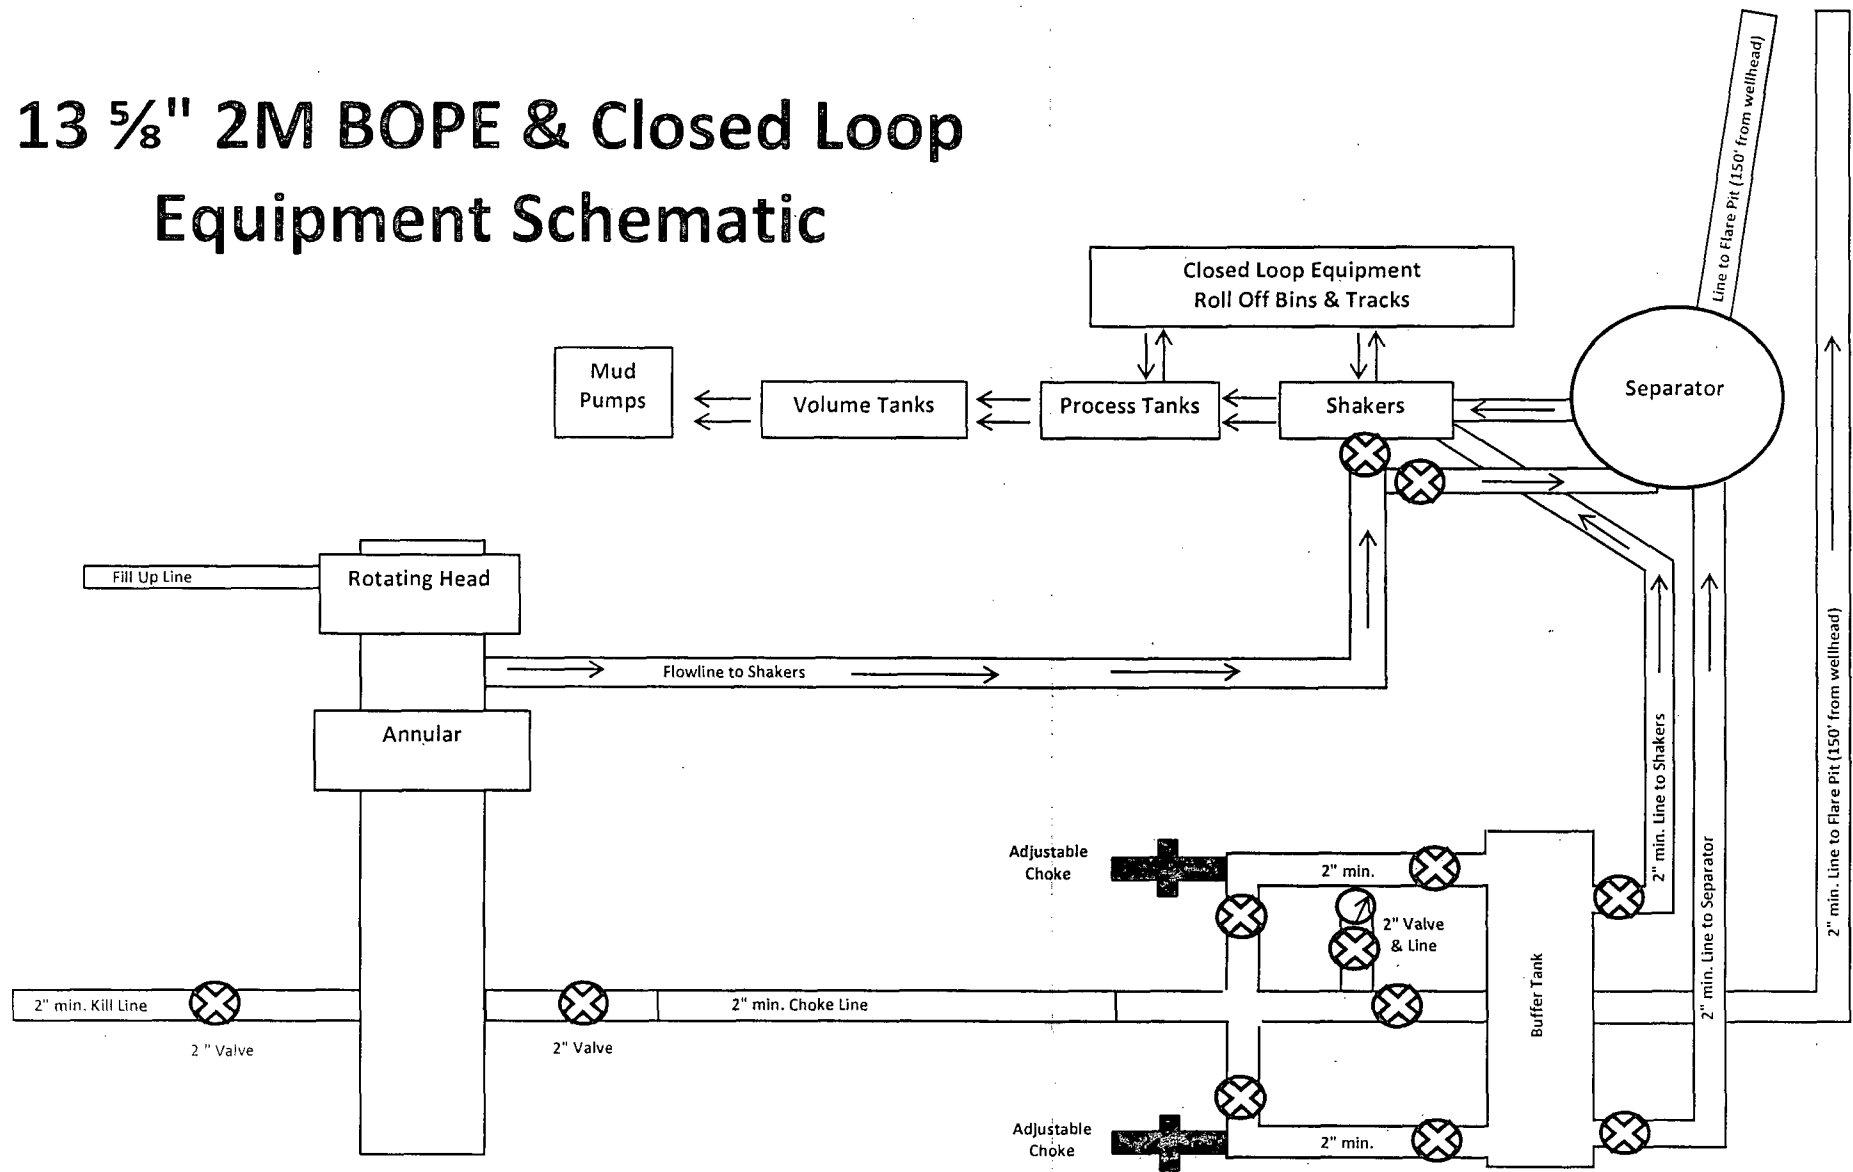 13 ⅝" 2M BOPE & Closed Loop
Equipment Schematic
Line to Flare Pit (150' from wellhead)
Closed Loop Equipment
Roll Off Bins & Tracks
Mud
Pumps
Volume Tanks
Process Tanks
Shakers
Separator
Fill Up Line
Rotating Head
Flowline to Shakers
Annular
2" min. Line to Shakers
2" min. Line to Separator
2" min. Line to Flare Pit (150' from wellhead)
Adjustable
Choke
2" min.
2" Valve
& Line
Buffer Tank
2" min. Kill Line
2" min. Choke Line
2 " Valve
2" Valve
Adjustable
Choke
2" min.